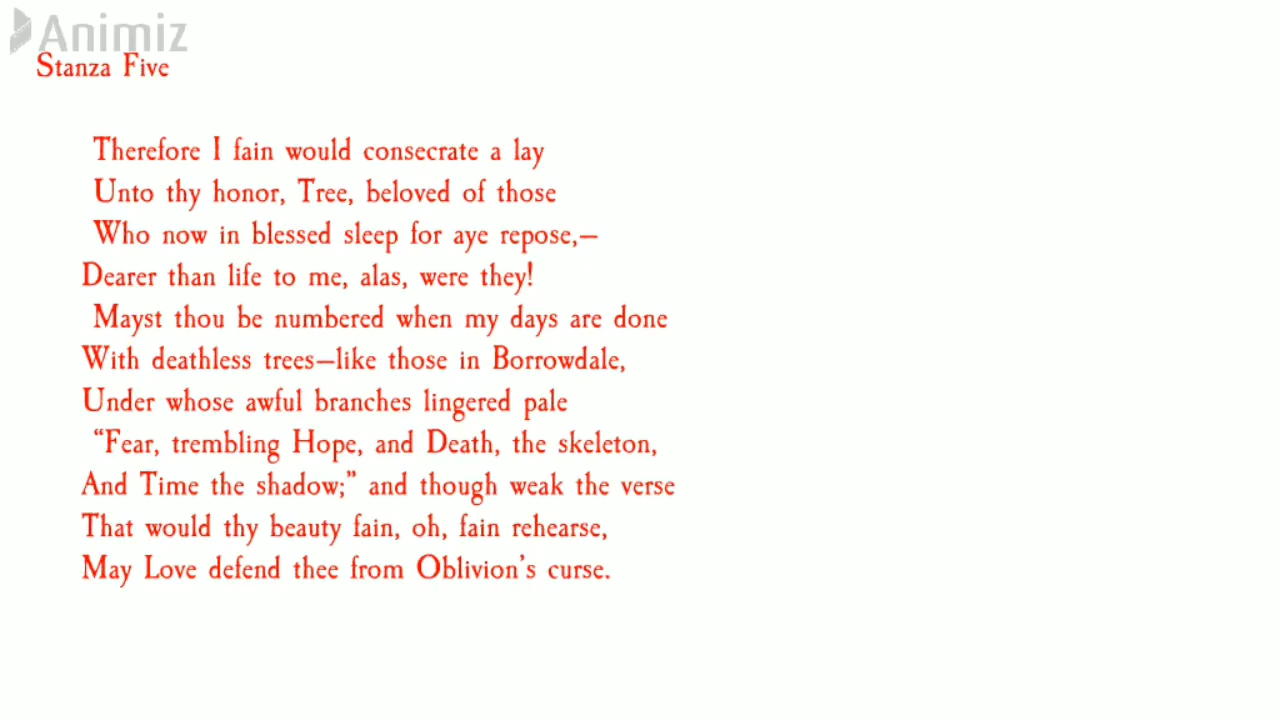 Animiz
Stanza Five
Therefore I fain would consecrate a lay
Unto thy honor, Tree, beloved of those
Who now in blessed sleep for aye repose,—
Dearer than life to me, alas, were they!
Mayst thou be numbered when my days are done
With deathless trees—like those in Borrowdale,
Under whose awful branches lingered pale
“Fear, trembling Hope, and Death, the skeleton,
And Time the shadow;” and though weak the verse
That would thy beauty fain, oh, fain rehearse,
May Love defend thee from Oblivion’s curse.